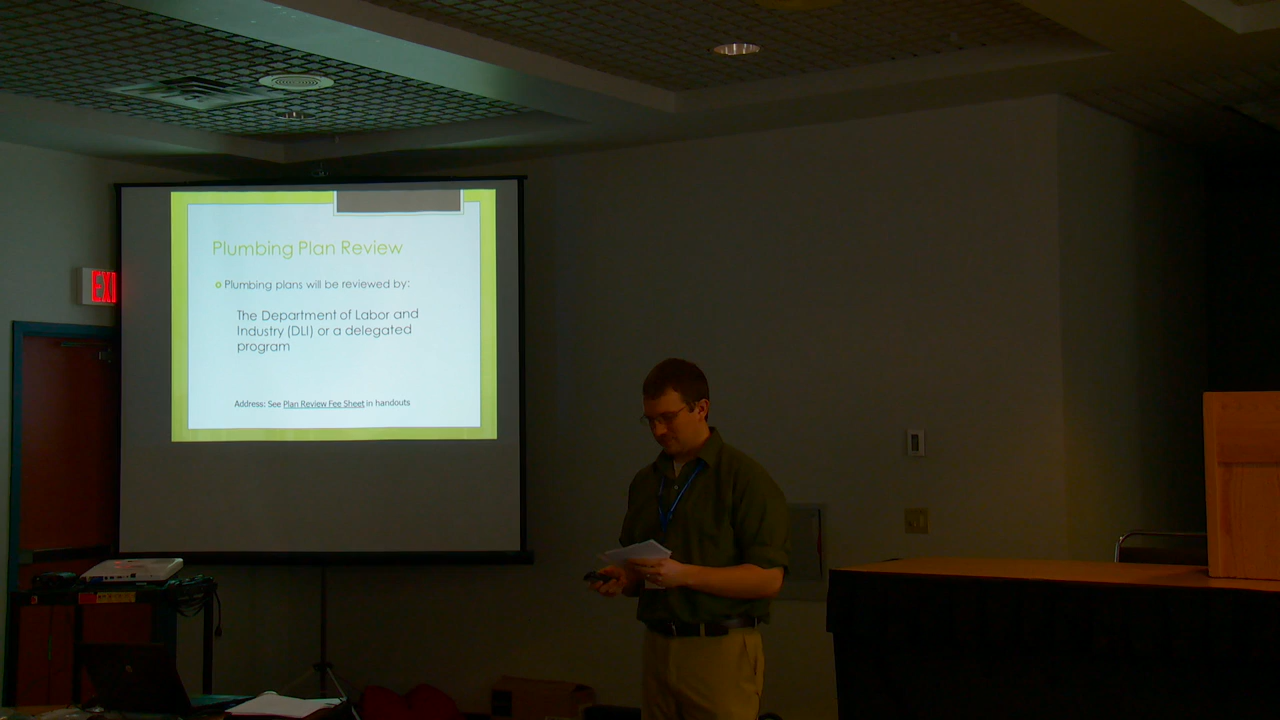 Plumbing Plan Review
Plumbing plans will be reviewed by:
The Department of Labor and
Industry (DLI) or a delegated
program
Address: See Plan Review Fee Sheet in handouts
EXI